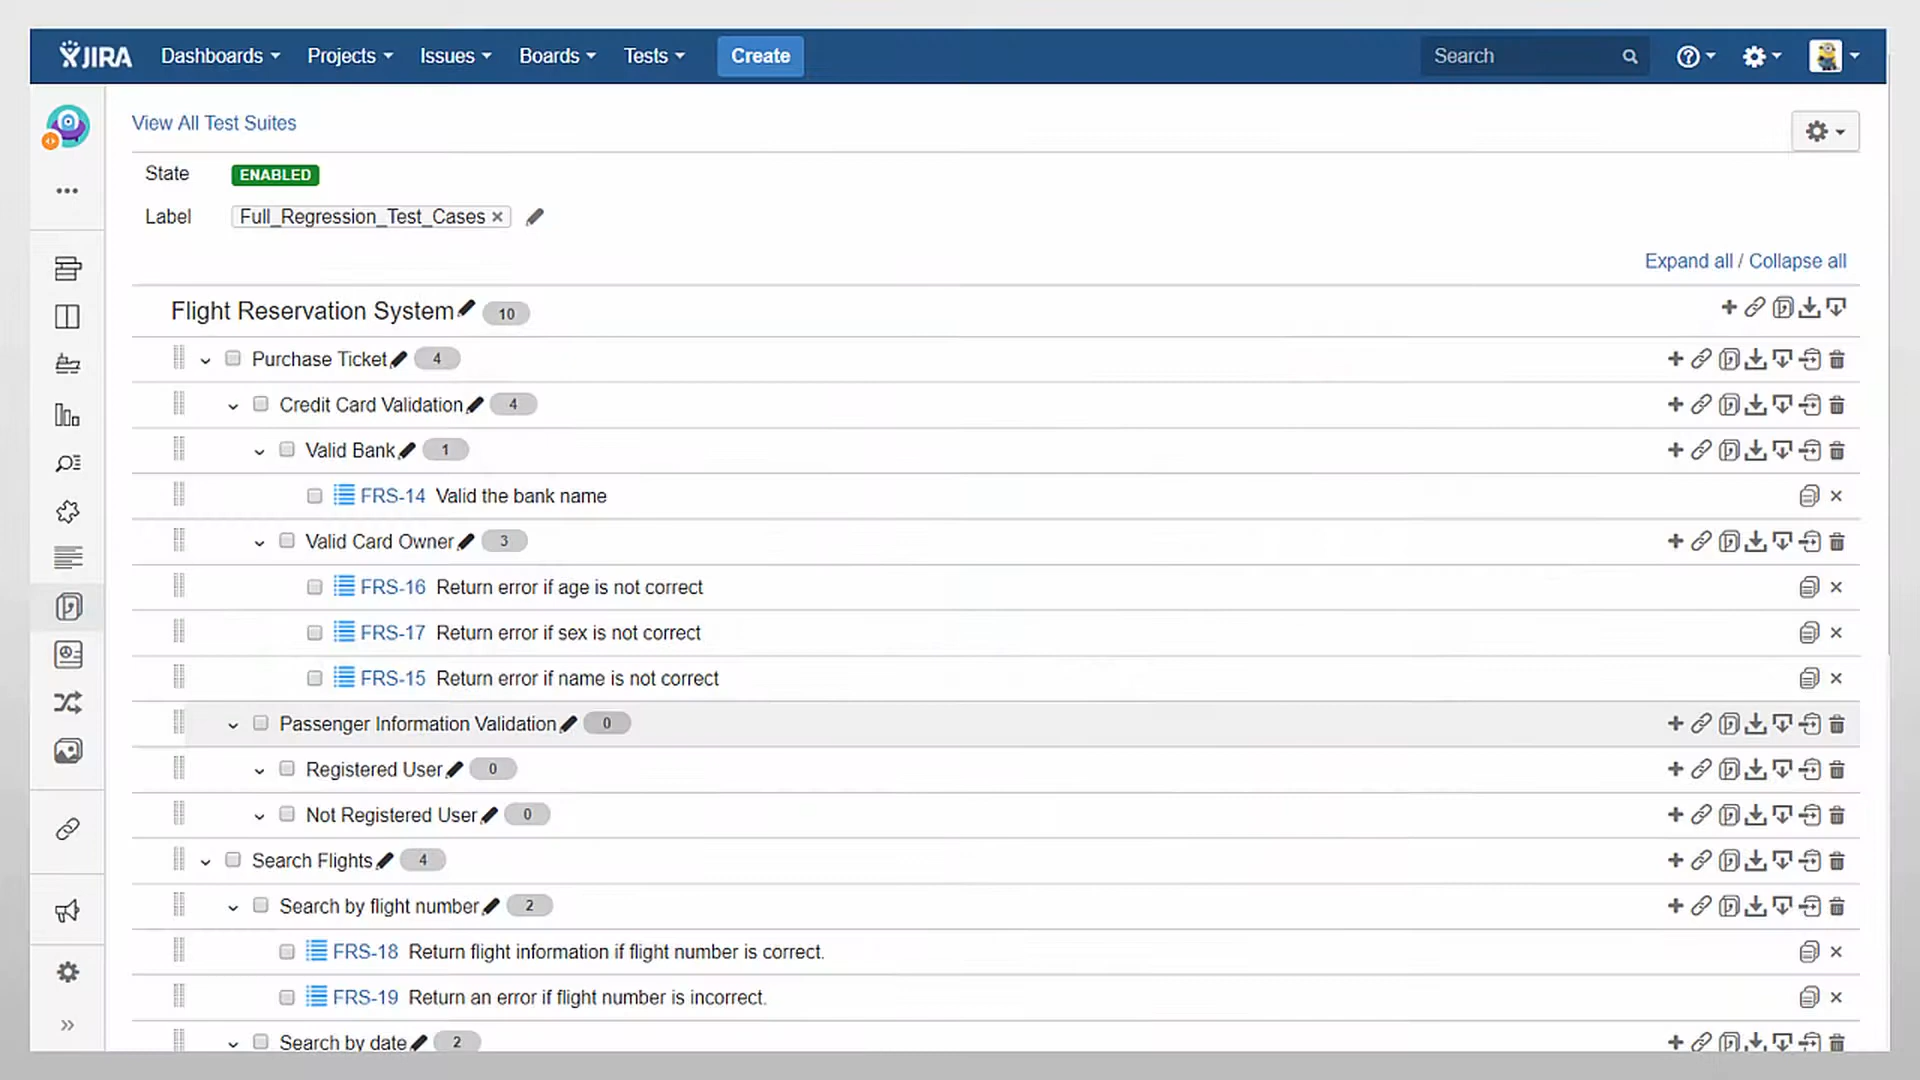 JIRA Dashboards Projects Issues Boards Tests Create Search
View All Test Suites
State ENABLED
Label Full_Regression_Test_Cases
Expand all / Collapse all
Flight Reservation System 10
Purchase Ticket 4
Credit Card Validation 4
Valid Bank 1
FRS-14 Valid the bank name
Valid Card Owner 3
FRS-16 Return error if age is not correct
FRS-17 Return error if sex is not correct
FRS-15 Return error if name is not correct
Passenger Information Validation 0
Registered User 0
Not Registered User 0
Search Flights 4
Search by flight number 2
FRS-18 Return flight information if flight number is correct.
FRS-19 Return an error if flight number is incorrect.
Search by date 2